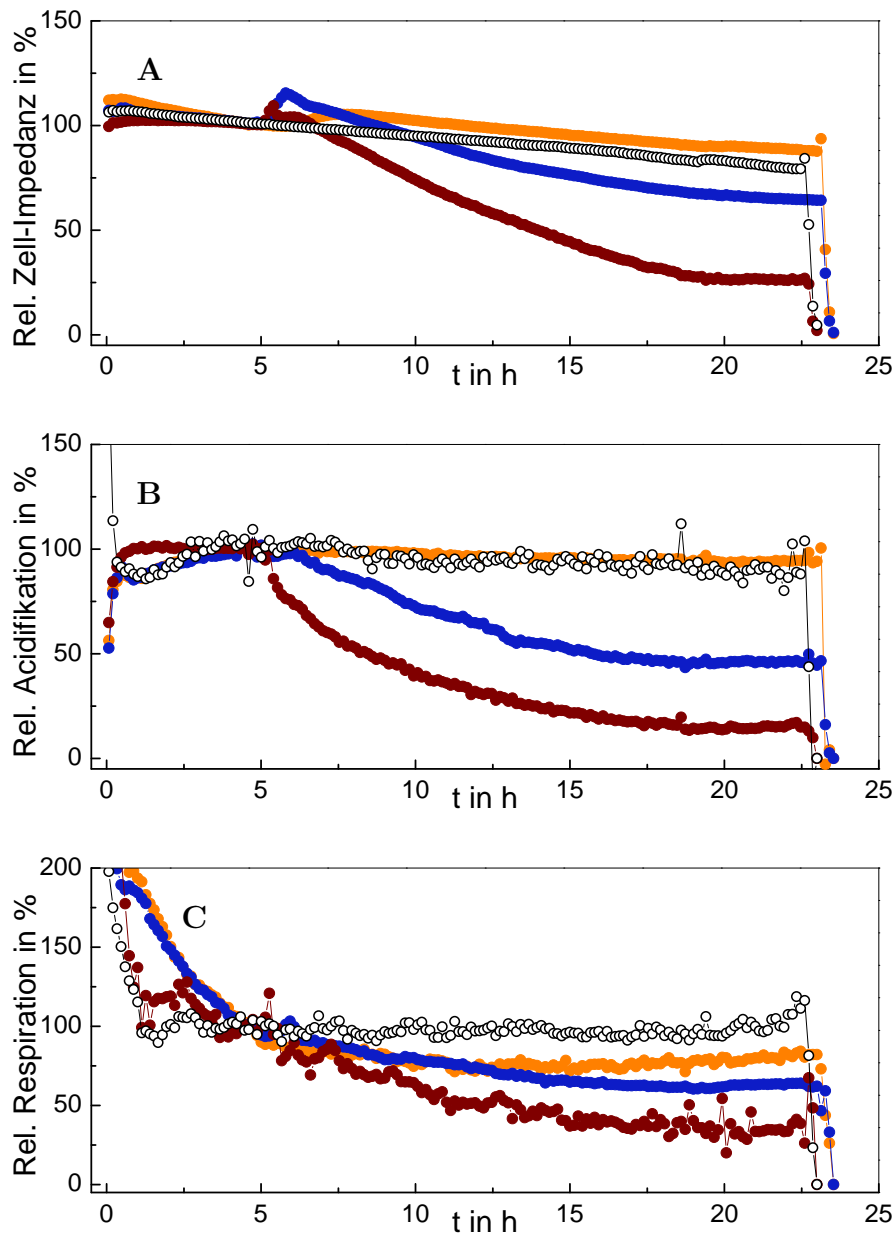 150
100
50
0
Rel. Zell-Impedanz in %
A
0 5 10 15 20 25
t in h
150
100
50
0
Rel. Acidifikation in %
B
0 5 10 15 20 25
t in h
200
150
100
50
0
Rel. Respiration in %
C
0 5 10 15 20 25
t in h